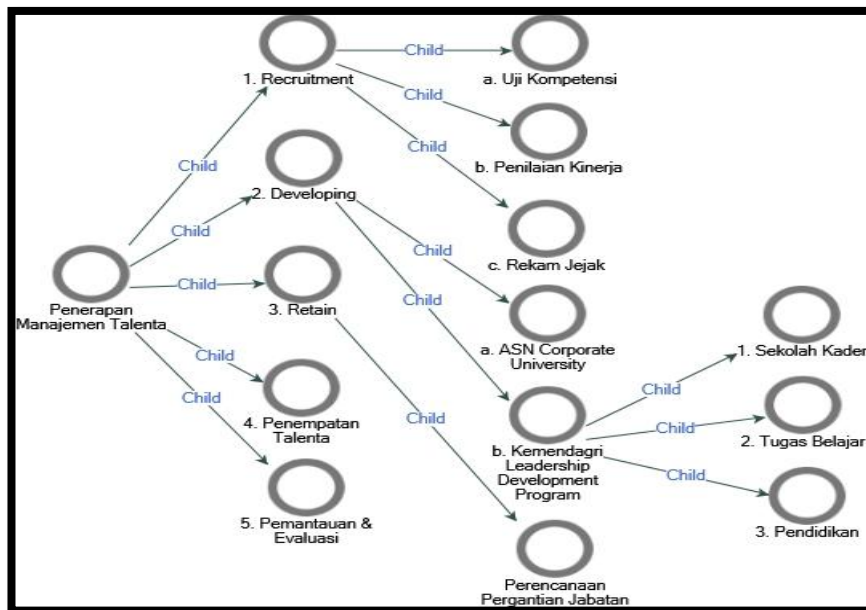 Child
1. Recruitment
a. Uji Kompetensi
Child
b. Penilaian Kinerja
Child
c. Rekam Jejak
Child
2. Developing
Child
Child
a. ASN Corporate
University
Child
b. Kemendagri
Leadership
Development
Program
Child
1. Sekolah Kader
Child
2. Tugas Belajar
Child
3. Pendidikan
Penerapan
Manajemen Talenta
Child
3. Retain
Child
Perencanaan
Pergantian Jabatan
Child
4. Penempatan
Talenta
Child
5. Pemantauan &
Evaluasi